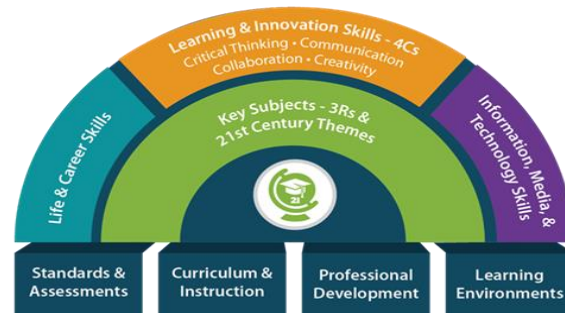 Learning & Innovation Skills - 4Cs
Critical Thinking • Communication
Collaboration • Creativity
Life & Career Skills
Key Subjects - 3Rs &
21st Century Themes
Information, Media, &
Technology Skills
21
Standards &
Assessments
Curriculum &
Instruction
Professional
Development
Learning
Environments